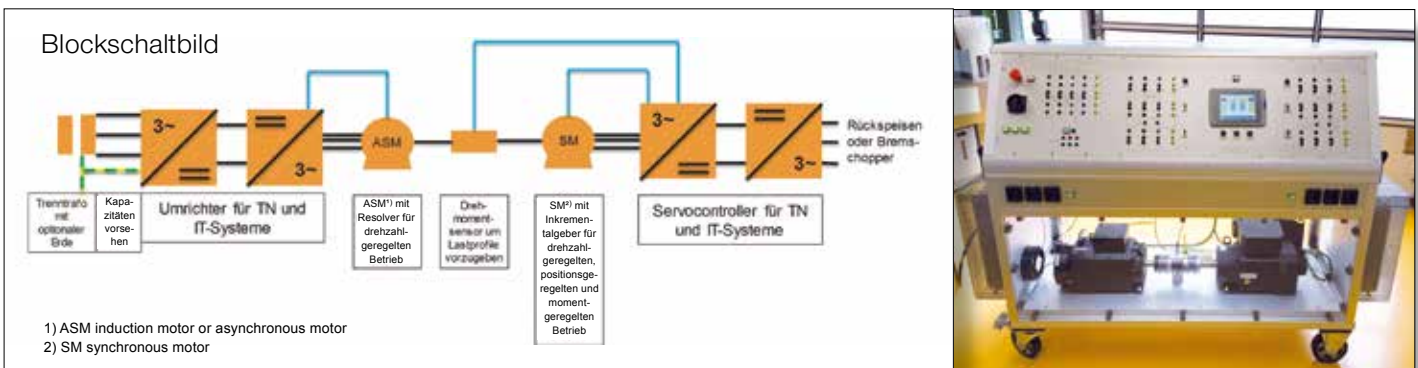 Blockschaltbild
3~
3~
ASM
SM
3~
3~
Rückspeisen
oder Brems-
chopper
Trenntrafo
mit
optionaler
Erde
Kapa-
zitäten
vorse-
hen
Umrichter für TN und
IT-Systeme
ASM¹) mit
Resolver für
drehzahl-
geregelten
Betrieb
Dreh-
moment-
sensor um
Lastprofile
vorzugeben
SM²) mit
Inkremen-
talgeber für
drehzahl-
geregelten,
positionsge-
regelten und
moment-
geregelten
Betrieb
Servocontroller für TN
und IT-Systeme
1) ASM induction motor or asynchronous motor
2) SM synchronous motor